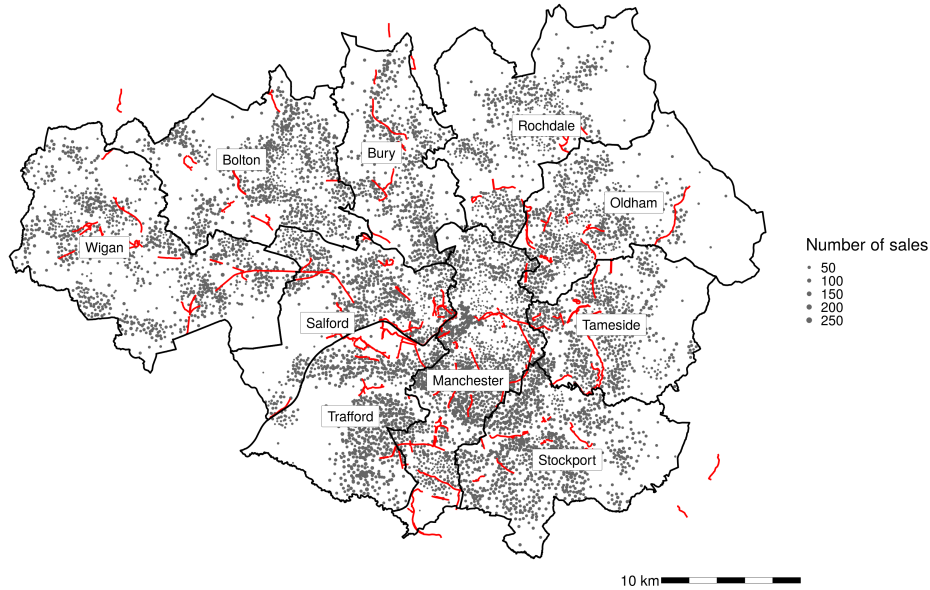 Rochdale
Bolton
Bury
Oldham
Wigan
Number of sales
50
100
150
200
250
Salford
Tameside
Manchester
Trafford
Stockport
10 km